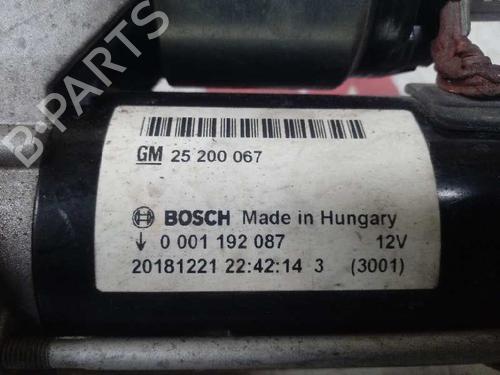 GM 25 200 067
BOSCH Made in Hungary
0 001 192 087 12V
20181221 22:42:14 3 (3001)
B-PARTS